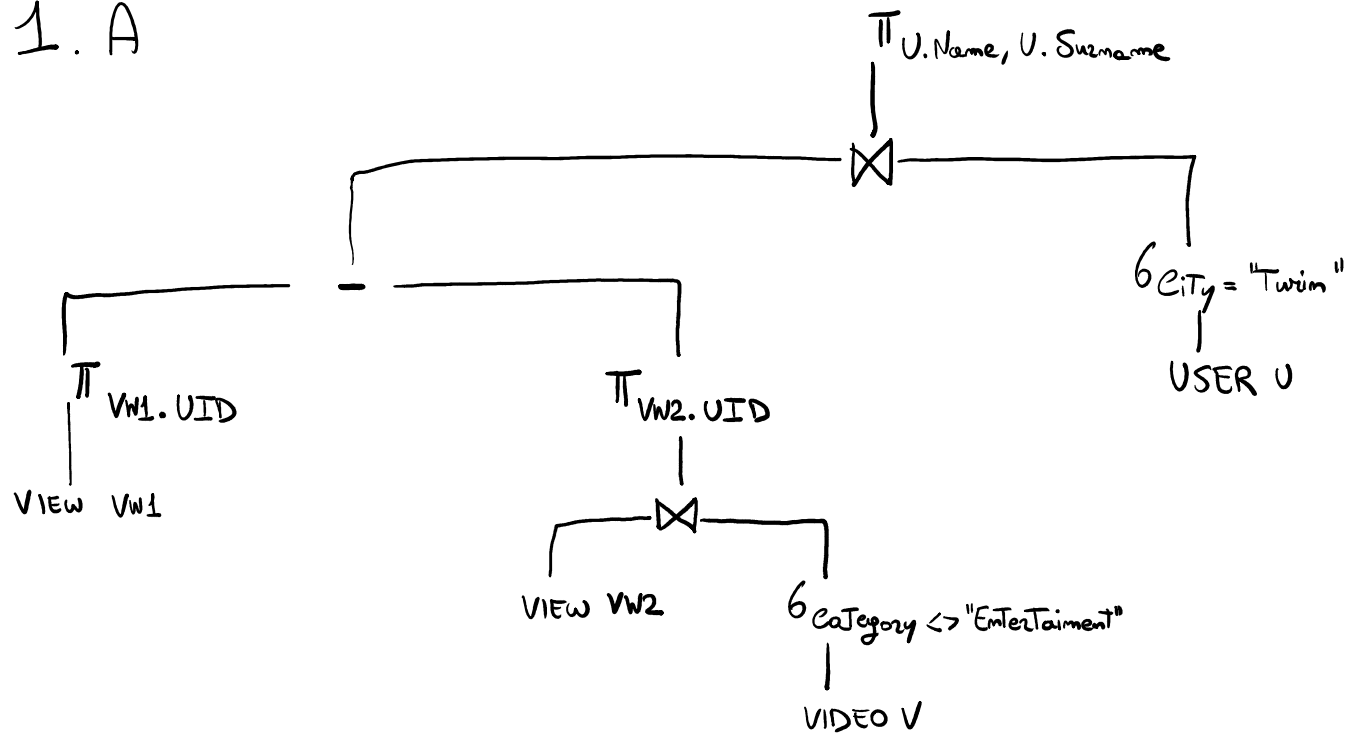 1. A
π U.Name, U.Surname
-
σ City = "Turin"
USER U
π VW1.UID
π VW2.UID
VIEW VW1
VIEW VW2
σ Category <> "Entertaiment"
VIDEO V